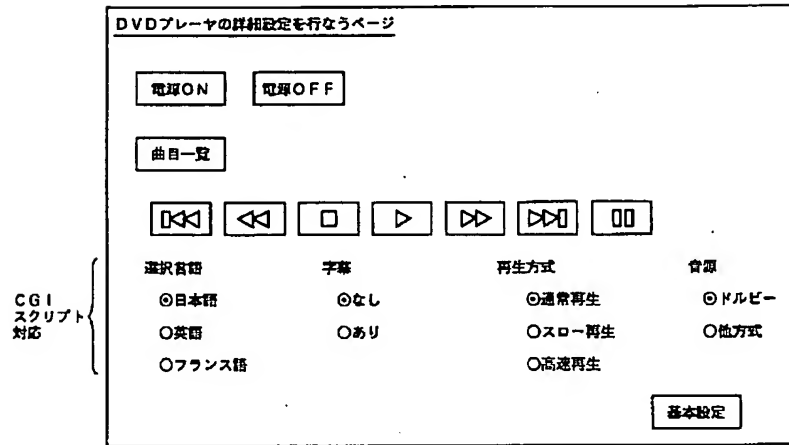 DVDプレーヤの詳細設定を行なうページ
電源ON 電源OFF
曲目一覧
選択言語 字幕 再生方式 音源
◉日本語 ◉なし ◉通常再生 ◉ドルビー
○英語 ○あり ○スロー再生 ○他方式
○フランス語 ○高速再生
CGI
スクリプト
対応
基本設定